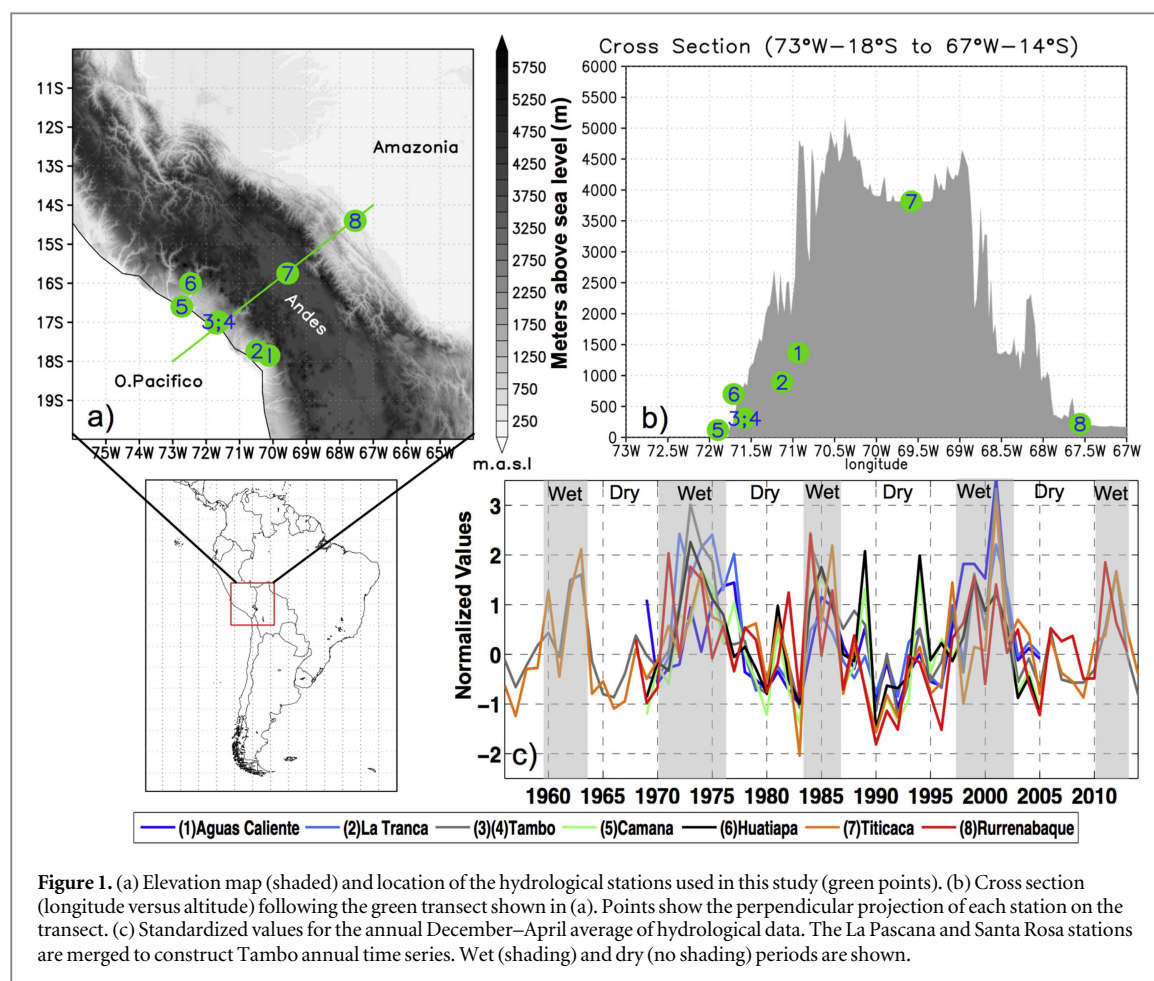 11S
12S
13S
14S
15S
16S
17S
18S
19S
75W 74W 73W 72W 71W 70W 69W 68W 67W 66W 65W
Amazonia
Andes
O.Pacifico
8
7
6
5
3;4
2
1
a)
5750
5250
4750
4250
3750
3250
2750
2250
1750
1250
750
500
250
m.a.s.l
Cross Section (73°W-18°S to 67°W-14°S)
Meters above sea level (m)
6000
5500
5000
4500
4000
3500
3000
2500
2000
1500
1000
500
0
7
1
2
6
3;4
5
8
b)
73W 72.5W 72W 71.5W 71W 70.5W 70W 69.5W 69W 68.5W 68W 67.5W 67W
longitude
Wet Dry Wet Dry Wet Dry Wet Dry Wet
Normalized Values
3
2
1
0
−1
−2
c)
1960 1965 1970 1975 1980 1985 1990 1995 2000 2005 2010
(1)Aguas Caliente (2)La Tranca (3)(4)Tambo (5)Camana (6)Huatiapa (7)Titicaca (8)Rurrenabaque
Figure 1. (a) Elevation map (shaded) and location of the hydrological stations used in this study (green points). (b) Cross section
(longitude versus altitude) following the green transect shown in (a). Points show the perpendicular projection of each station on the
transect. (c) Standardized values for the annual December–April average of hydrological data. The La Pascana and Santa Rosa stations
are merged to construct Tambo annual time series. Wet (shading) and dry (no shading) periods are shown.